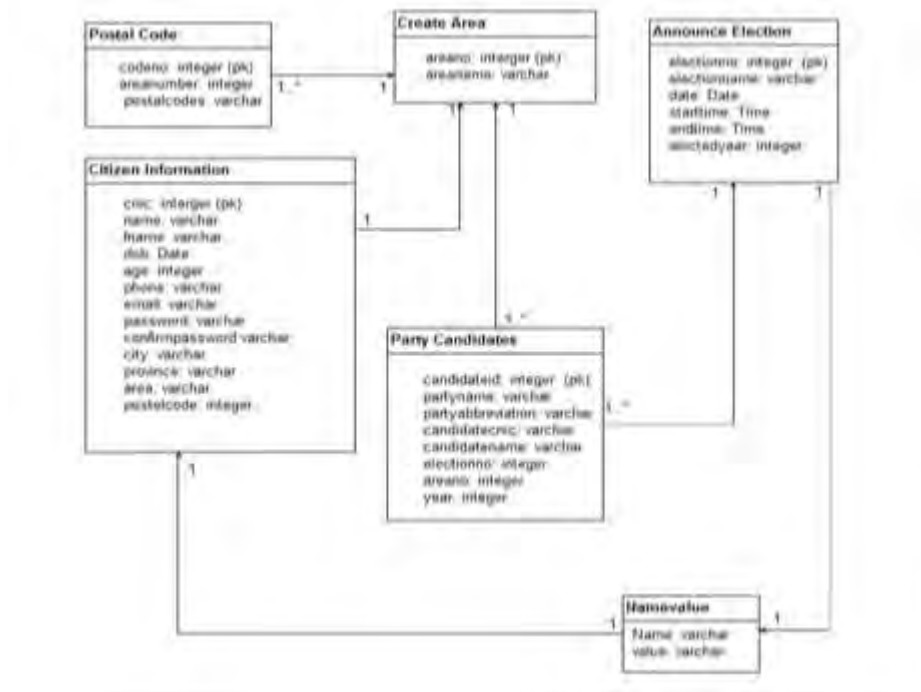 Postal Code
codeno: integer (pk)
areanumber: integer
postalcodes: varchar
1..*
1
Create Area
areano: interger (pk)
areaname: varchar
1
1
Announce Election
electionno: integer (pk)
electionname: varchar
date: Date
starttime: Time
endtime: Time
electedyear: integer
1
1
Citizen Information
cnic: interger (pk)
name: varchar
fname: varchar
dob: Date
age: integer
phone: varchar
email: varchar
password: varchar
confirmpassword varchar
city: varchar
province: varchar
area: varchar
postelcode: integer
1
1
Party Candidates
candidateid: integer (pk)
partyname: varchar
partyabbreviation: varchar
candidatecnic: varchar
candidatename: varchar
electionno: integer
areano: integer
year: integer
1..*
1..*
Namevalue
Name: varchar
value: varchar
1
1